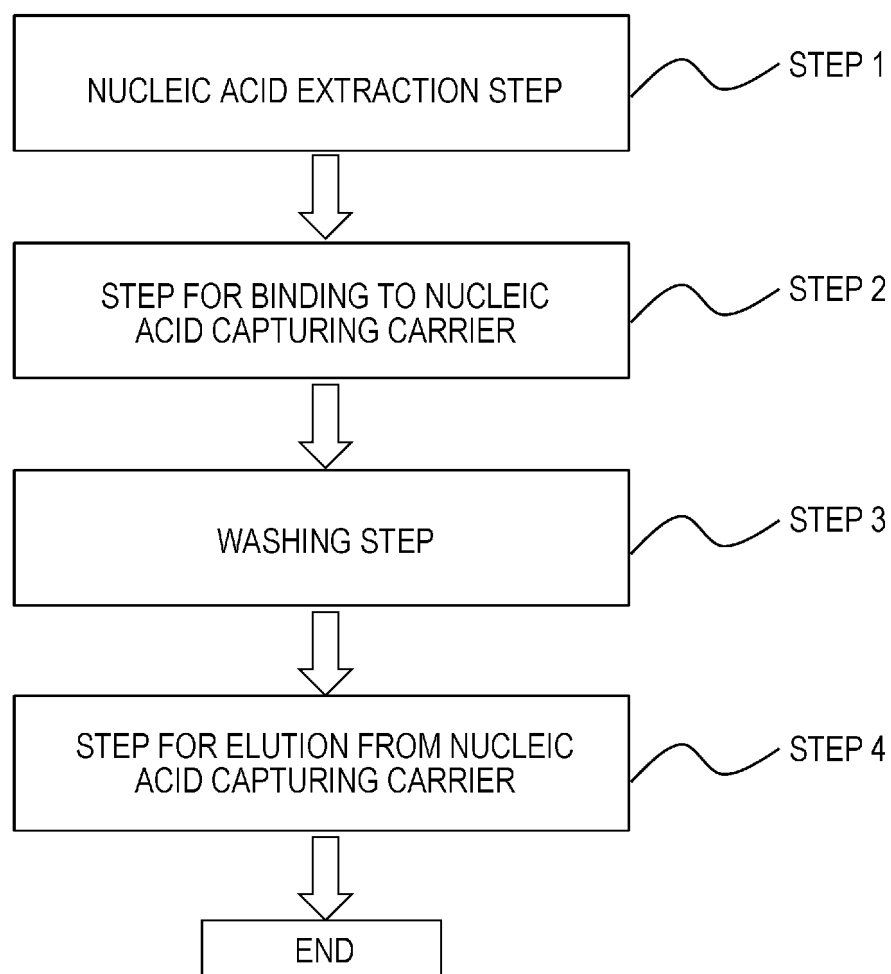 NUCLEIC ACID EXTRACTION STEP
STEP 1
STEP FOR BINDING TO NUCLEIC
ACID CAPTURING CARRIER
STEP 2
WASHING STEP
STEP 3
STEP FOR ELUTION FROM NUCLEIC
ACID CAPTURING CARRIER
STEP 4
END